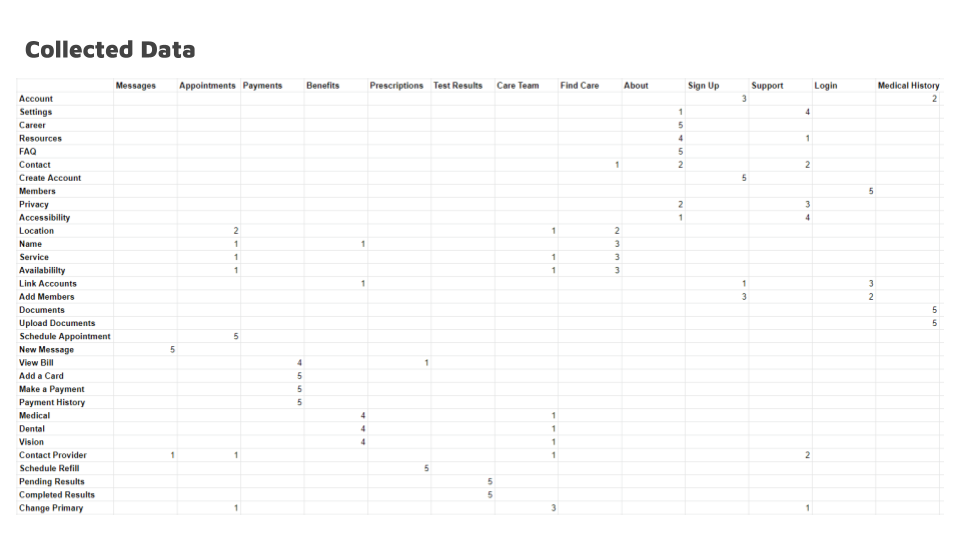 Collected Data
Messages Appointments Payments Benefits Prescriptions Test Results Care Team Find Care About Sign Up Support Login Medical History
Account 3 2
Settings 1 4
Career 5
Resources 4 1
FAQ 5
Contact 1 2 2
Create Account 5
Members 5
Privacy 2 3
Accessibility 1 4
Location 2 1 2
Name 1 1 3
Service 1 1 3
Availabililty 1 1 3
Link Accounts 1 1 3
Add Members 3 2
Documents 5
Upload Documents 5
Schedule Appointment 5
New Message 5
View Bill 4 1
Add a Card 5
Make a Payment 5
Payment History 5
Medical 4 1
Dental 4 1
Vision 4 1
Contact Provider 1 1 1 2
Schedule Refill 5
Pending Results 5
Completed Results 5
Change Primary 1 3 1